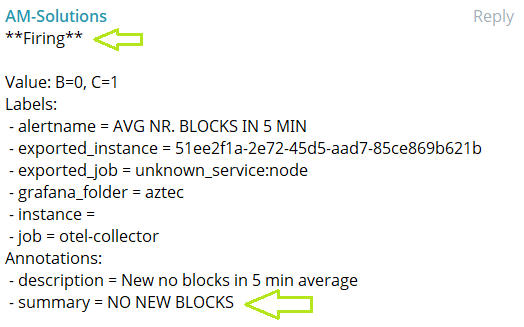 AM-Solutions Reply
**Firing**
Value: B=0, C=1
Labels:
- alertname = AVG NR. BLOCKS IN 5 MIN
- exported_instance = 51ee2f1a-2e72-45d5-aad7-85ce869b621b
- exported_job = unknown_service:node
- grafana_folder = aztec
- instance =
- job = otel-collector
Annotations:
- description = New no blocks in 5 min average
- summary = NO NEW BLOCKS